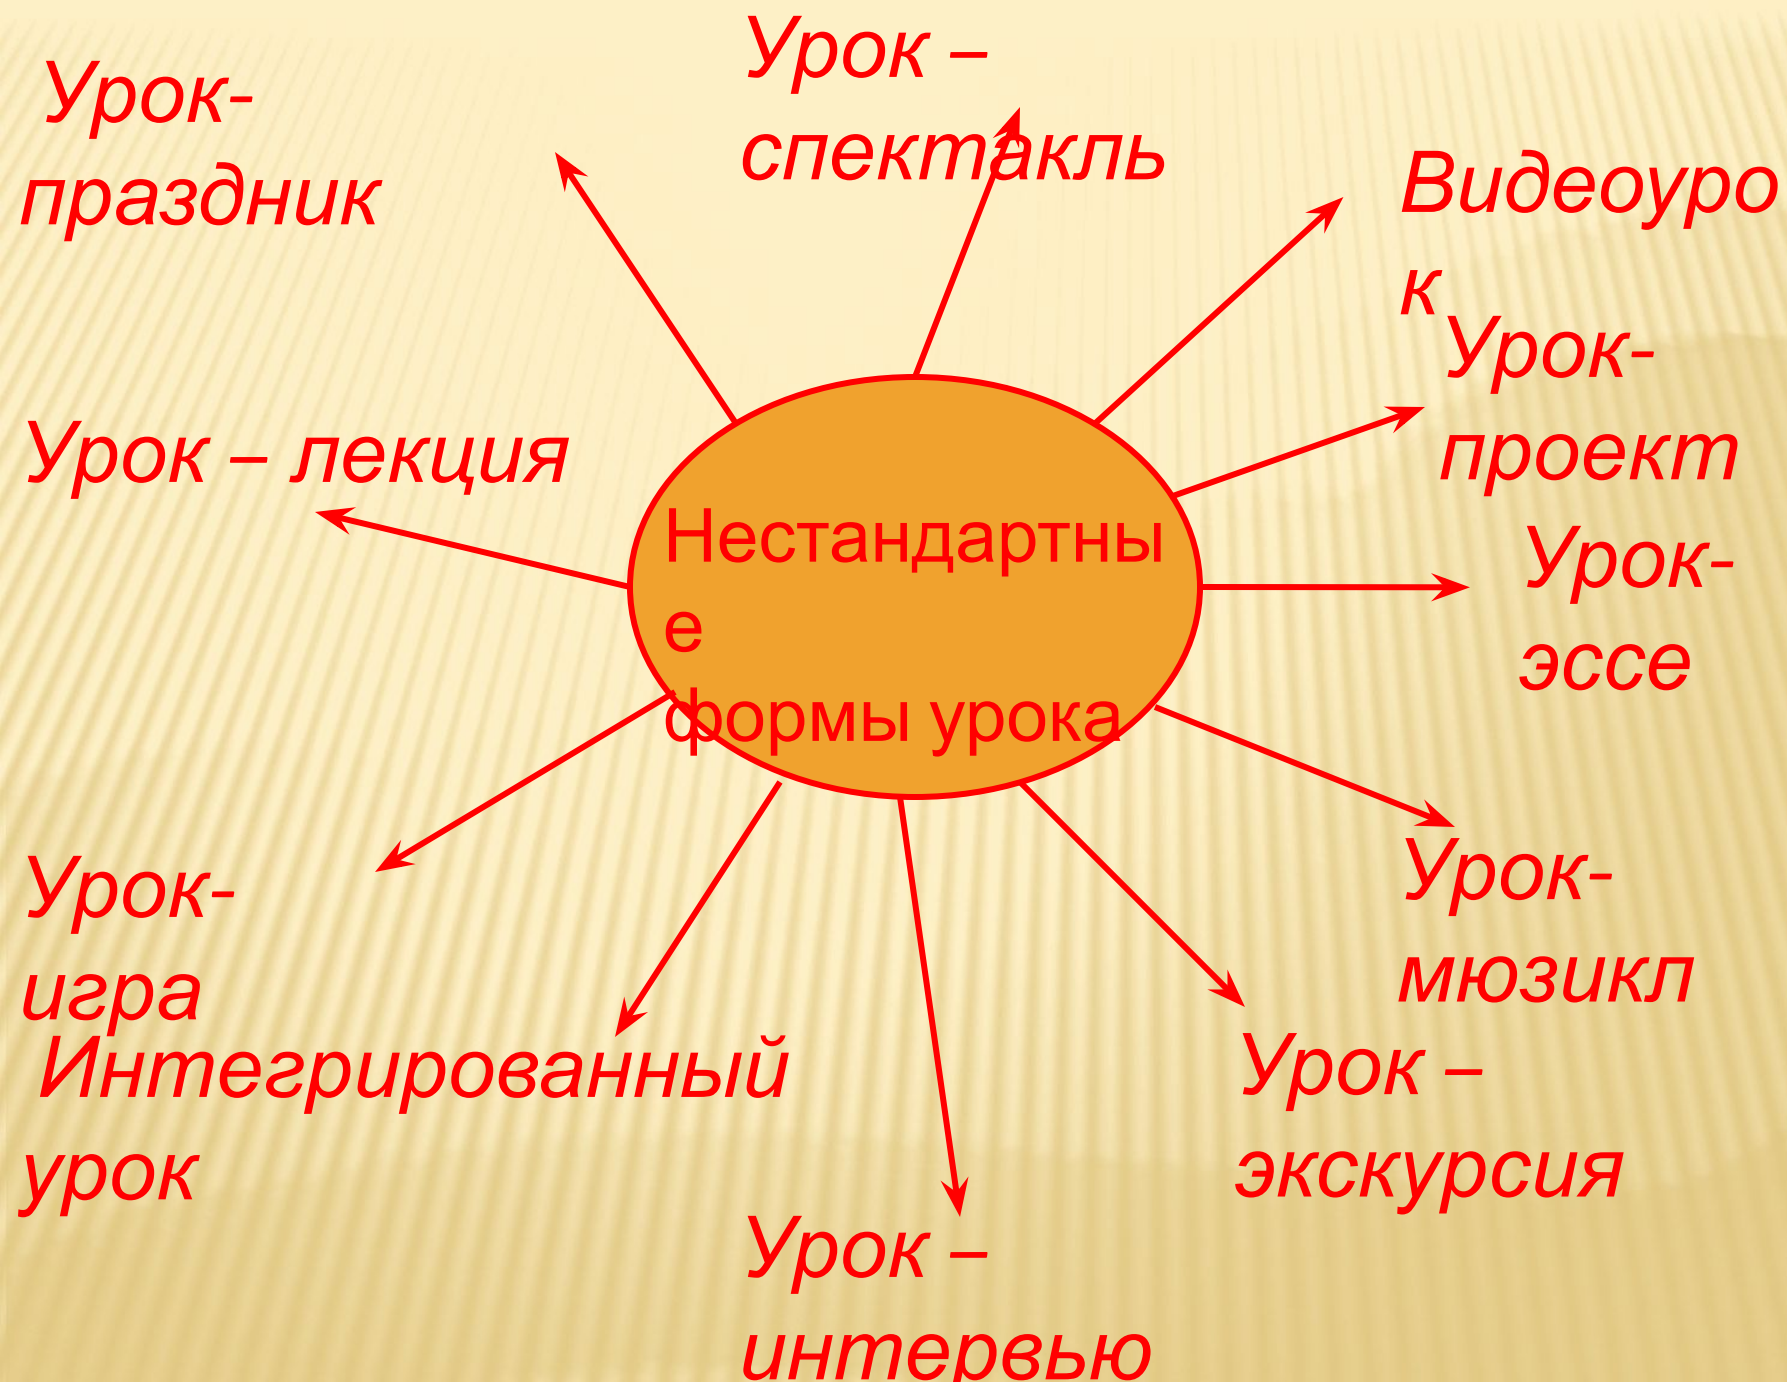 Урок –
спектакль
Урок-
праздник
Видеоуро
к
Урок-
проект
Урок – лекция
Нестандартны
е
формы урока
Урок-
эссе
Урок-
мюзикл
Урок-
игра
Интегрированный
урок
Урок –
экскурсия
Урок –
интервью